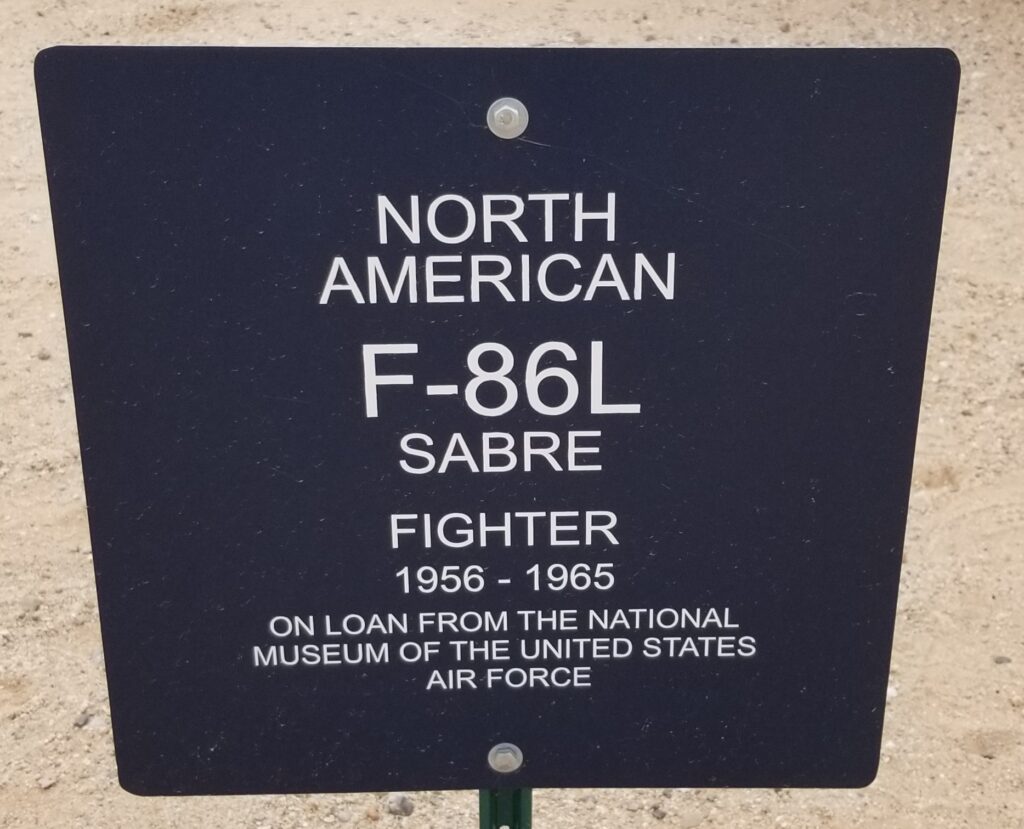 NORTH
AMERICAN
F-86L
SABRE
FIGHTER
1956 - 1965
ON LOAN FROM THE NATIONAL
MUSEUM OF THE UNITED STATES
AIR FORCE